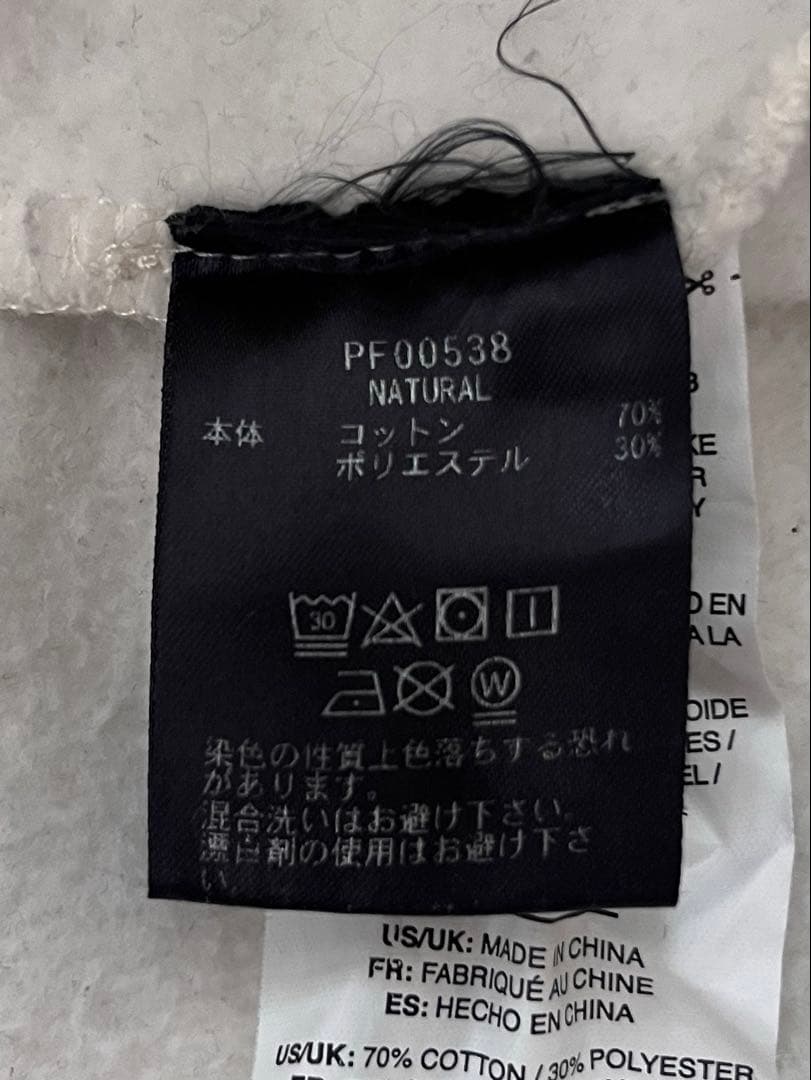 PF00538
NATURAL
本体 コットン 70%
ポリエステル 30%
30
W
染色の性質上色落ちする恐れ
があります。
混合洗いはお避け下さい。
漂白剤の使用はお避け下さ
い。
KE
R
Y
D EN
A LA
OIDE
ES /
EL /
US/UK: MADE IN CHINA
FR: FABRIQUÉ AU CHINE
ES: HECHO EN CHINA
US/UK: 70% COTTON / 30% POLYESTER